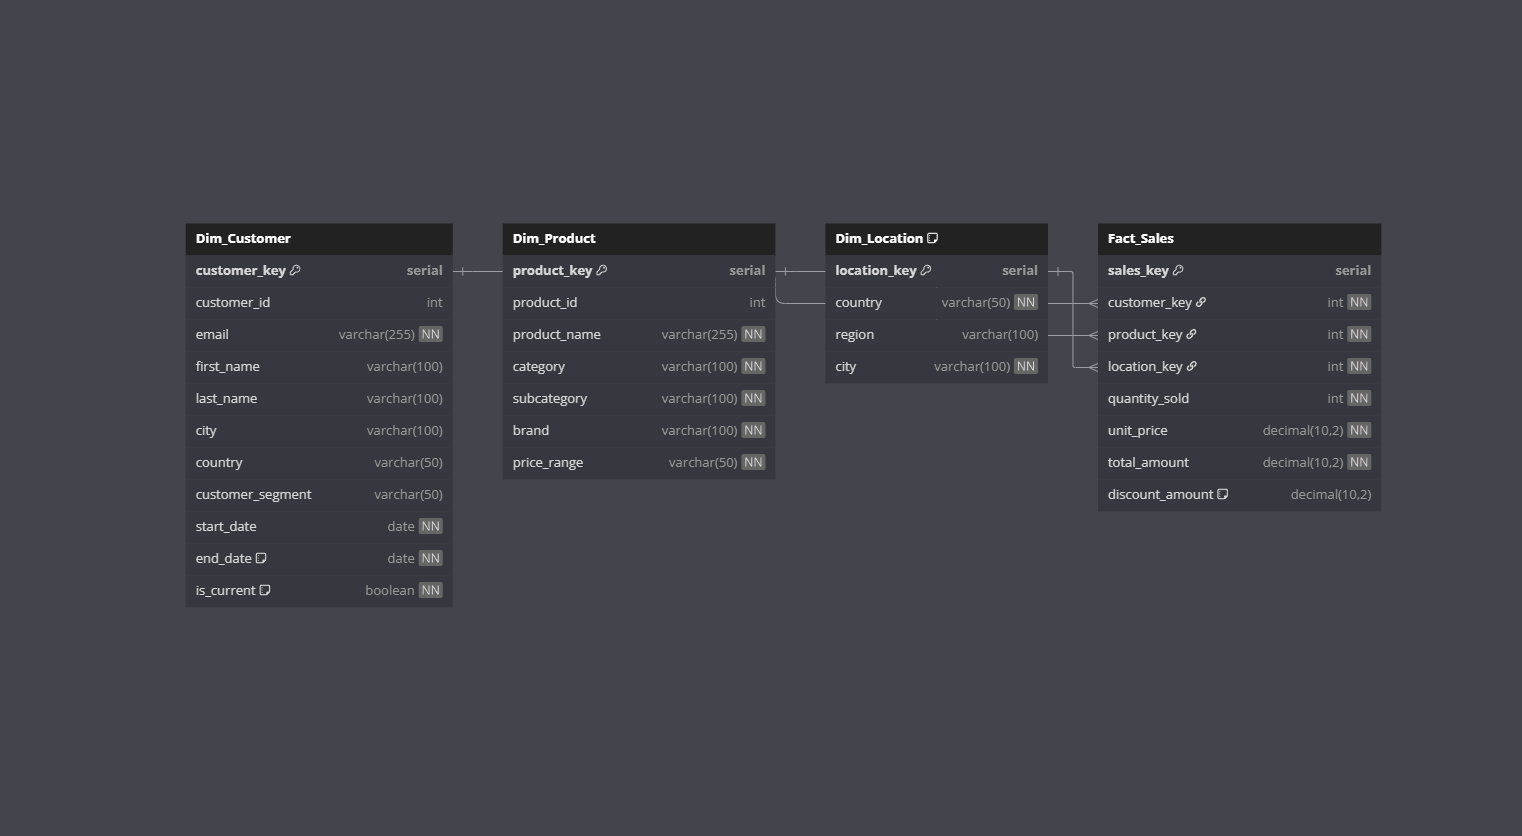 Dim_Customer
customer_key serial
customer_id int
email varchar(255) NN
first_name varchar(100)
last_name varchar(100)
city varchar(100)
country varchar(50)
customer_segment varchar(50)
start_date date NN
end_date date NN
is_current boolean NN
Dim_Product
product_key serial
product_id int
product_name varchar(255) NN
category varchar(100) NN
subcategory varchar(100) NN
brand varchar(100) NN
price_range varchar(50) NN
Dim_Location
location_key serial
country varchar(50) NN
region varchar(100)
city varchar(100) NN
Fact_Sales
sales_key serial
customer_key int NN
product_key int NN
location_key int NN
quantity_sold int NN
unit_price decimal(10,2) NN
total_amount decimal(10,2) NN
discount_amount decimal(10,2)